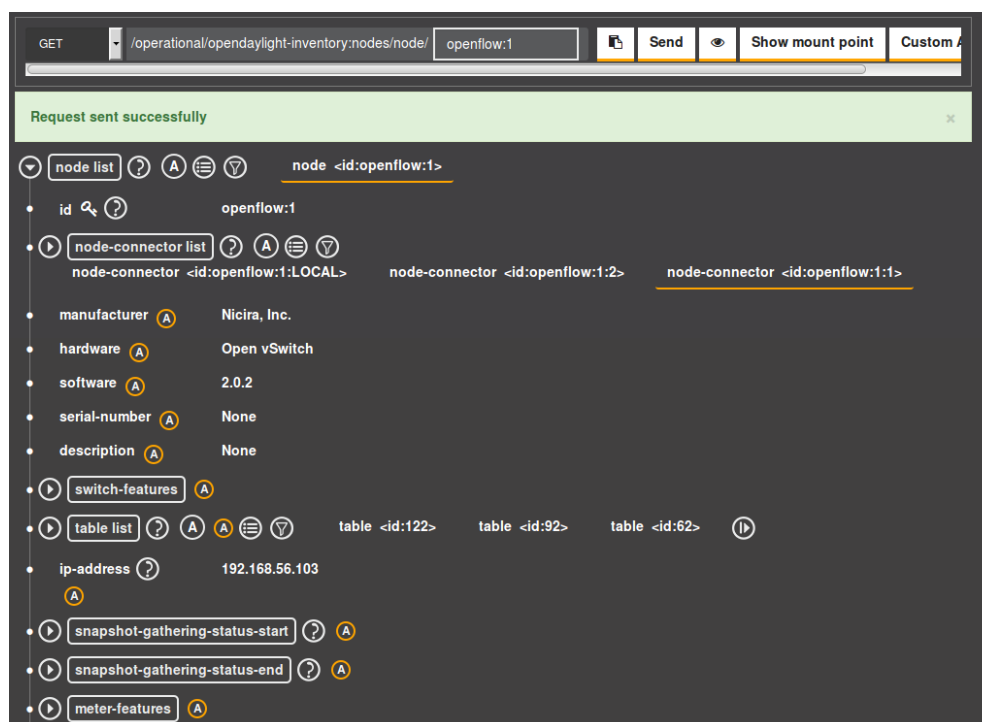 GET /operational/opendaylight-inventory:nodes/node/ openflow:1 Send Show mount point Custom A
Request sent successfully ×
node list ? A node <id:openflow:1>
id ? openflow:1
node-connector list ? A
node-connector <id:openflow:1:LOCAL> node-connector <id:openflow:1:2> node-connector <id:openflow:1:1>
manufacturer A Nicira, Inc.
hardware A Open vSwitch
software A 2.0.2
serial-number A None
description A None
switch-features A
table list ? A A table <id:122> table <id:92> table <id:62>
ip-address ? 192.168.56.103
A
snapshot-gathering-status-start ? A
snapshot-gathering-status-end ? A
meter-features A